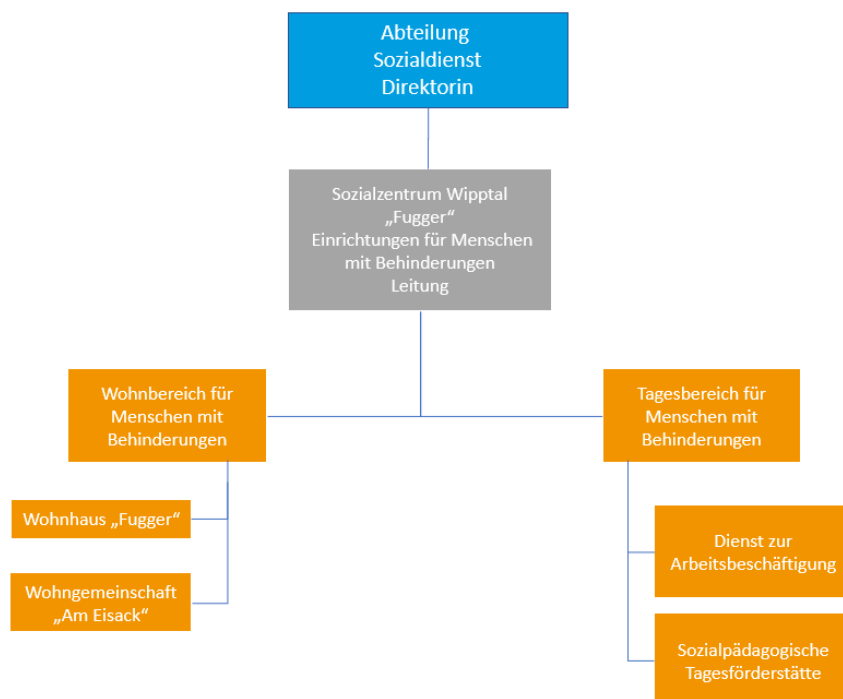 Abteilung
Sozialdienst
Direktorin
Sozialzentrum Wipptal
„Fugger“
Einrichtungen für Menschen
mit Behinderungen
Leitung
Wohnbereich für
Menschen mit
Behinderungen
Wohnhaus „Fugger“
Wohngemeinschaft
„Am Eisack“
Tagesbereich für
Menschen mit
Behinderungen
Dienst zur
Arbeitsbeschäftigung
Sozialpädagogische
Tagesförderstätte